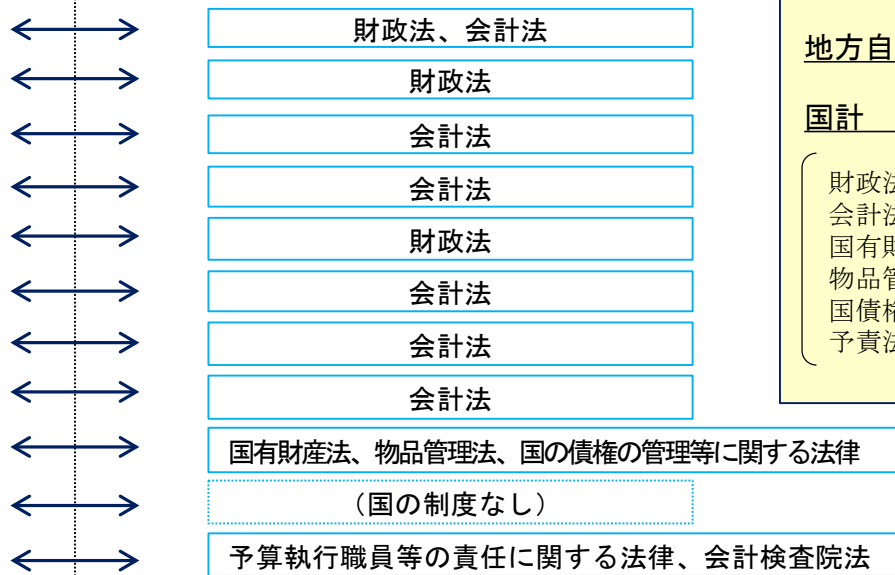 財政法、会計法
財政法
会計法
会計法
財政法
会計法
会計法
会計法
国有財産法、物品管理法、国の債権の管理等に関する法律
（国の制度なし）
予算執行職員等の責任に関する法律、会計検査院法
地方自
国計
財政法
会計法
国有財
物品管
国債権
予責法